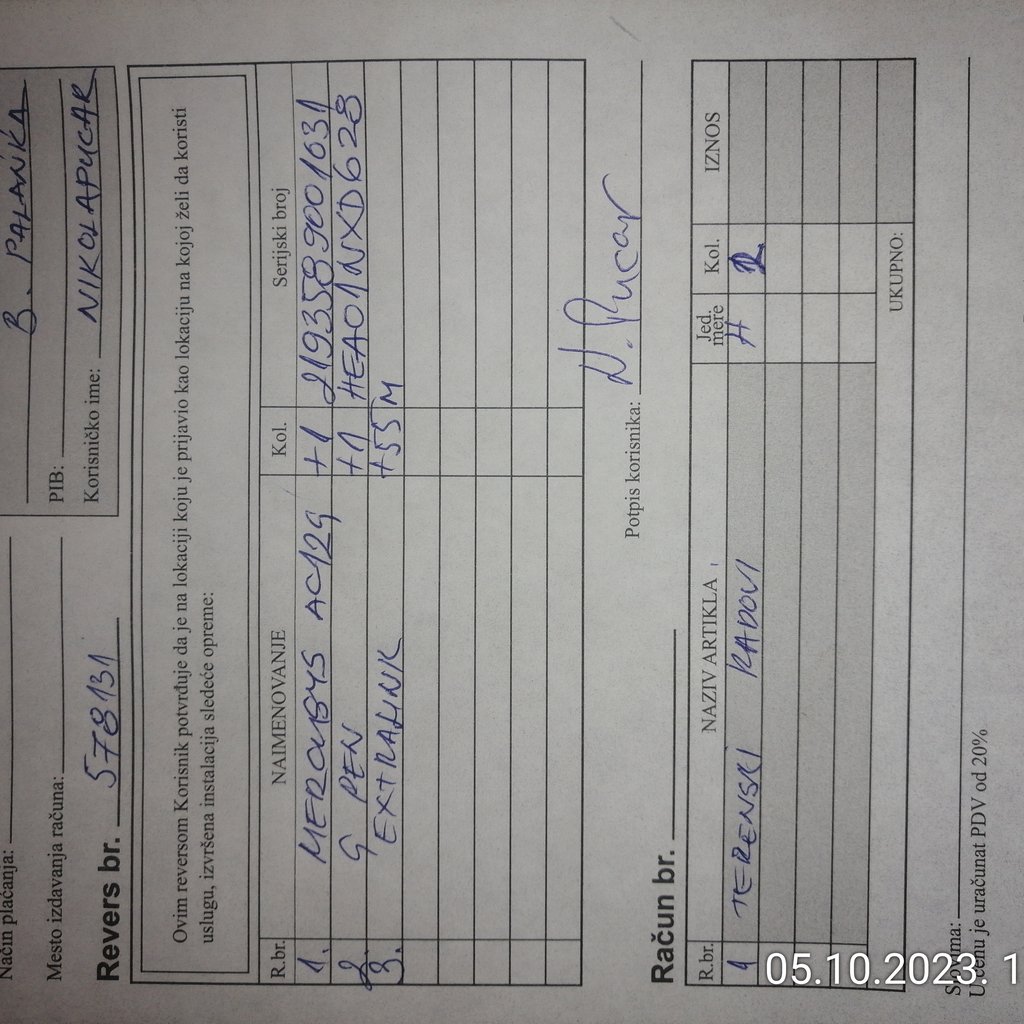 B. PALANKA
Način plaćanja:
Mesto izdavanja računa:
PIB:
Korisničko ime: NIKOLAPUCAR
Revers br. 578131
Ovim reversom Korisnik potvrđuje da je na lokaciji koju je prijavio kao lokaciju na kojoj želi da koristi
uslugu, izvršena instalacija sledeće opreme:
R.br. NAIMENOVANJE Kol. Serijski broj
1. MERCUSYS AC12G +1 2193589001031
2. G PEN +1 HEA01NXD628
3. EXTRALINK +55M
Potpis korisnika: N. Pucar
Račun br.
R.br. NAZIV ARTIKLA Jed. mere Kol. IZNOS
1 TERENSKI RADOVI H 2
UKUPNO:
Slovima:
U cenu je uračunat PDV od 20%
05.10.2023. 1